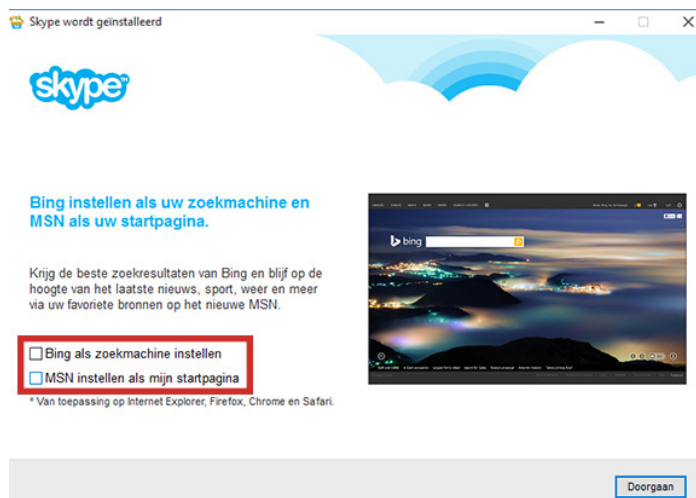 Skype wordt geïnstalleerd
skype
Bing instellen als uw zoekmachine en
MSN als uw startpagina.
bing
Krijg de beste zoekresultaten van Bing en blijf op de
hoogte van het laatste nieuws, sport, weer en meer
via uw favoriete bronnen op het nieuwe MSN.
Bing als zoekmachine instellen
MSN instellen als mijn startpagina
* Van toepassing op Internet Explorer, Firefox, Chrome en Safari.
Doorgaan